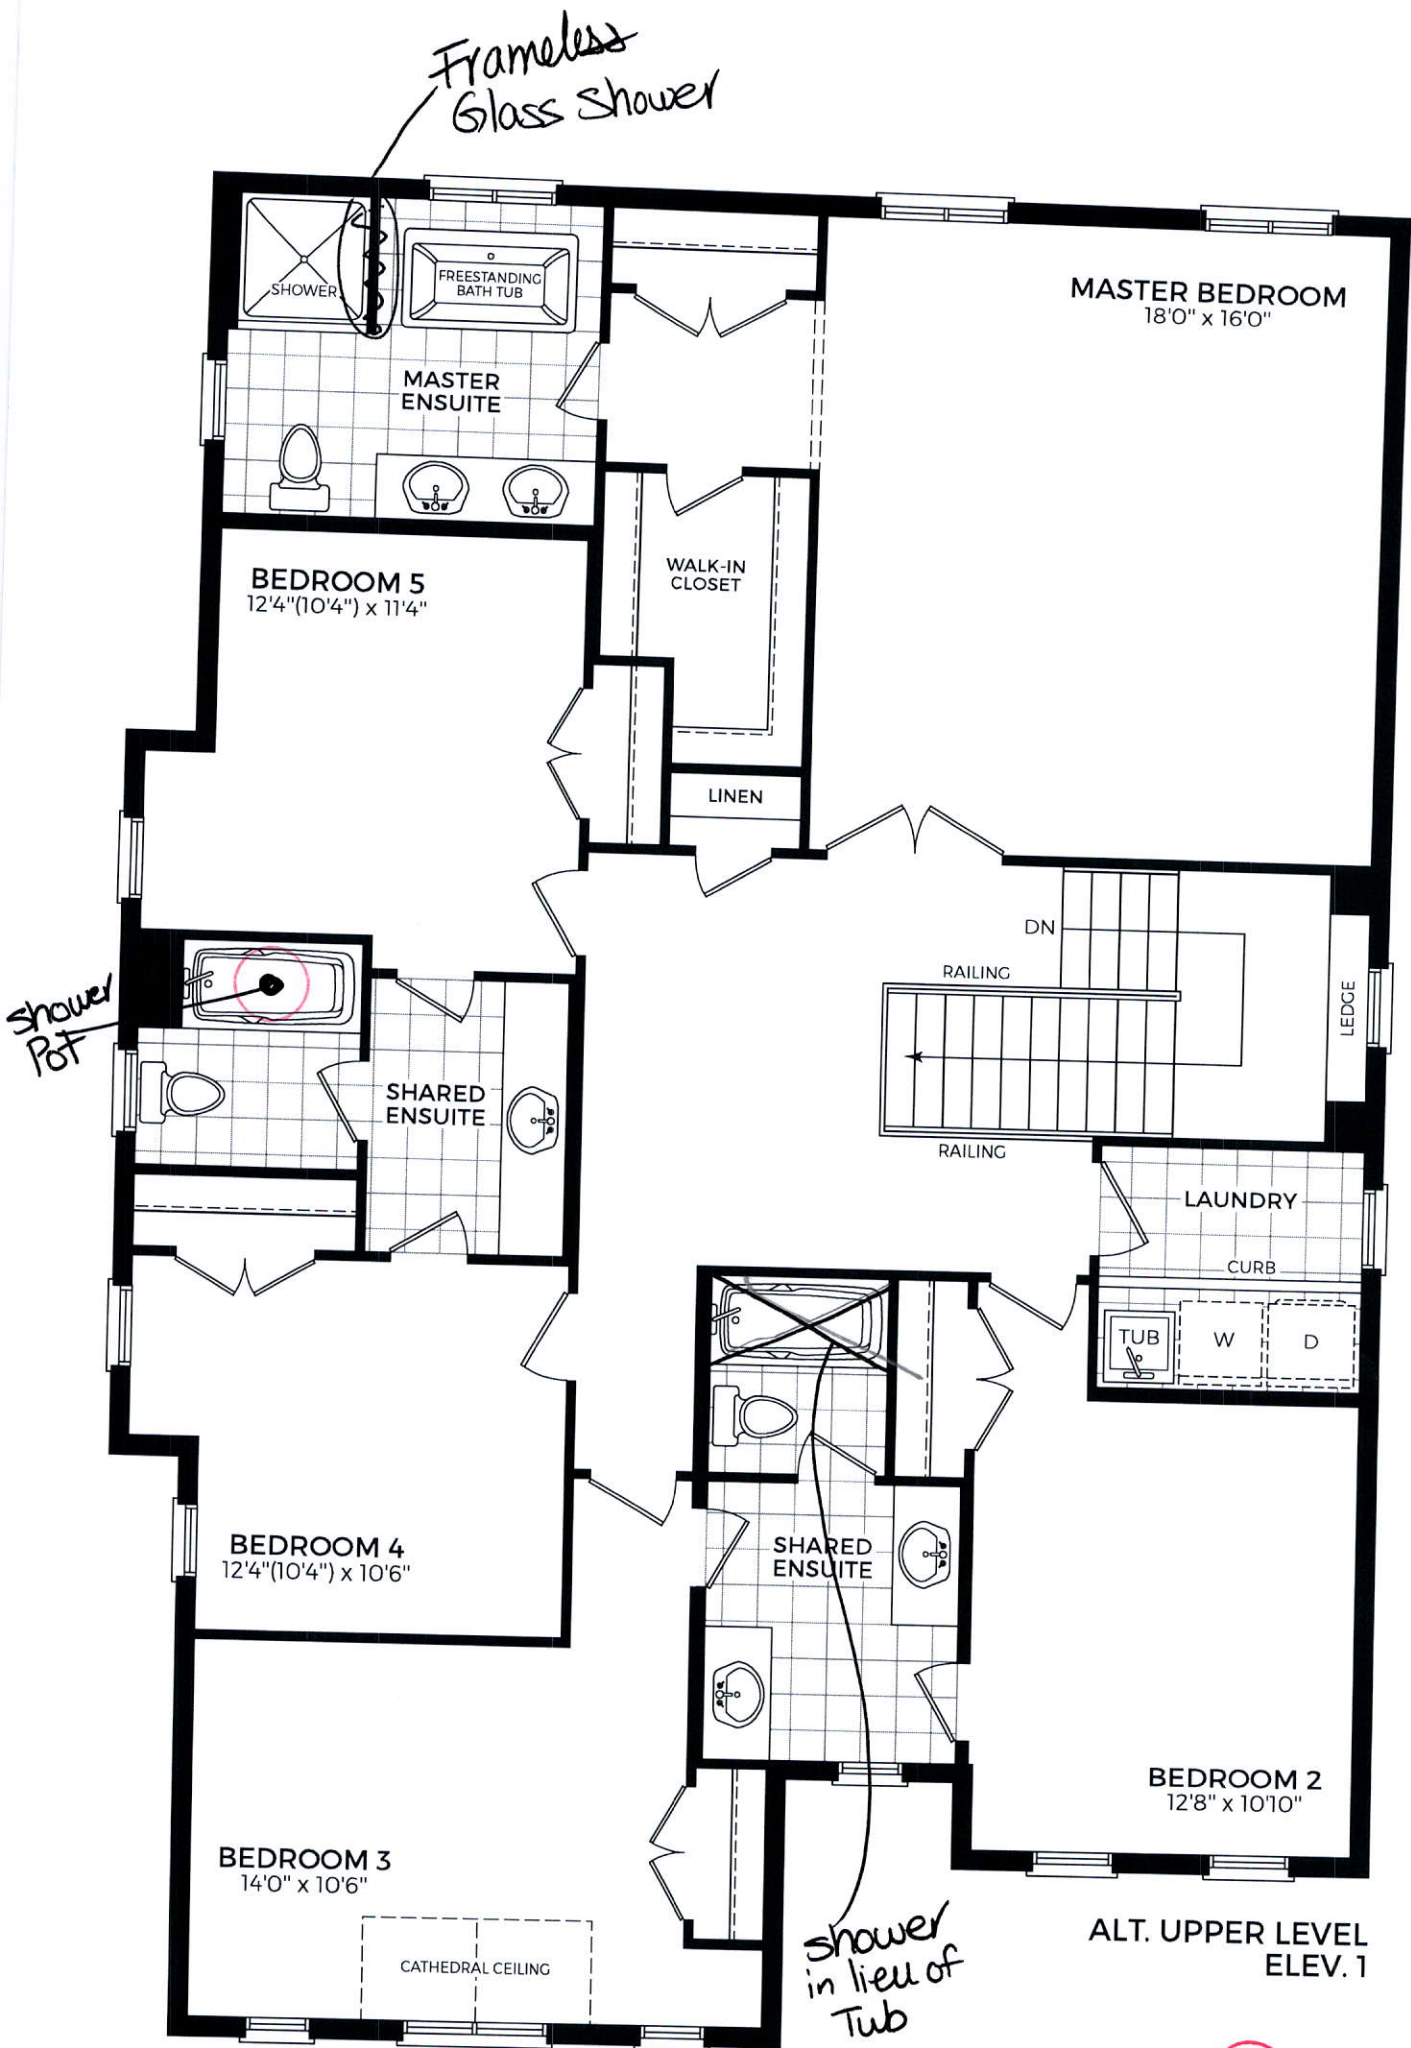 Frameless
Glass Shower
SHOWER
FREESTANDING
BATH TUB
MASTER BEDROOM
18'0" x 16'0"
MASTER
ENSUITE
BEDROOM 5
12'4"(10'4") x 11'4"
WALK-IN
CLOSET
LINEN
DN
RAILING
LEDGE
shower
Pot
SHARED
ENSUITE
RAILING
LAUNDRY
CURB
TUB
W
D
BEDROOM 4
12'4"(10'4") x 10'6"
SHARED
ENSUITE
BEDROOM 2
12'8" x 10'10"
BEDROOM 3
14'0" x 10'6"
CATHEDRAL CEILING
shower
in lieu of
Tub
ALT. UPPER LEVEL
ELEV. 1